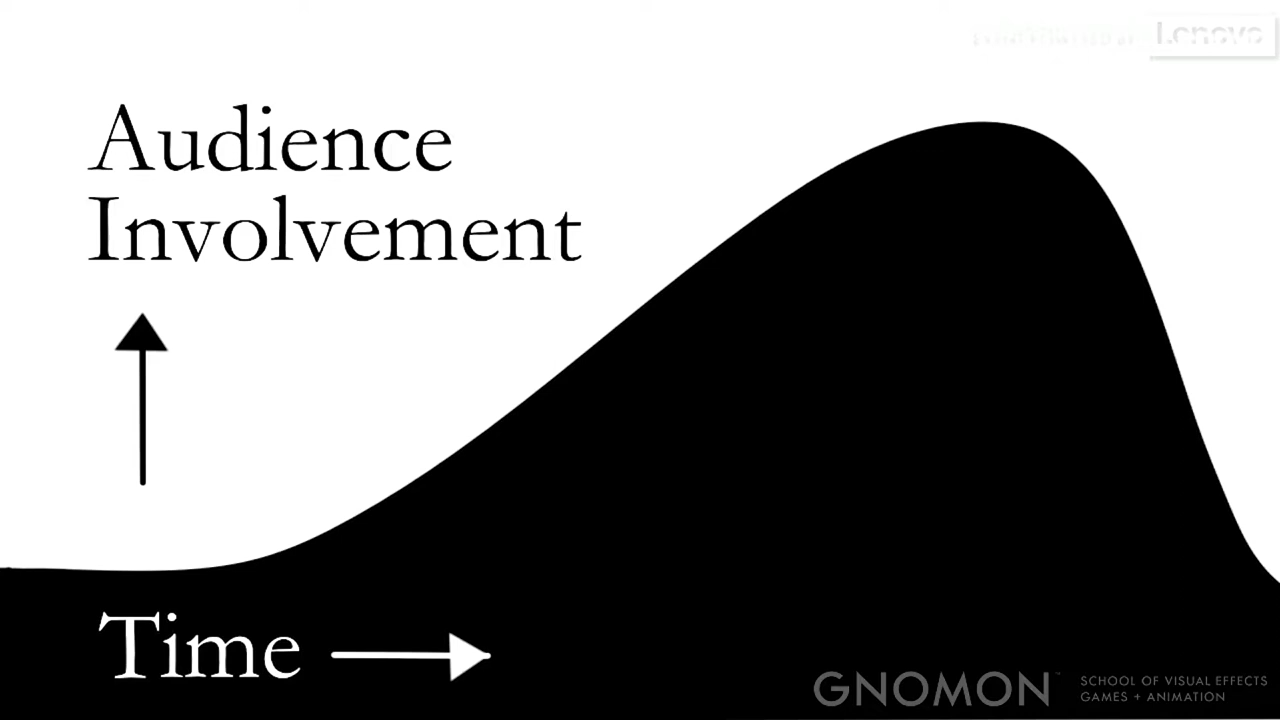 Lenovo
Audience
Involvement
Time
GNOMON
SCHOOL OF VISUAL EFFECTS
GAMES + ANIMATION